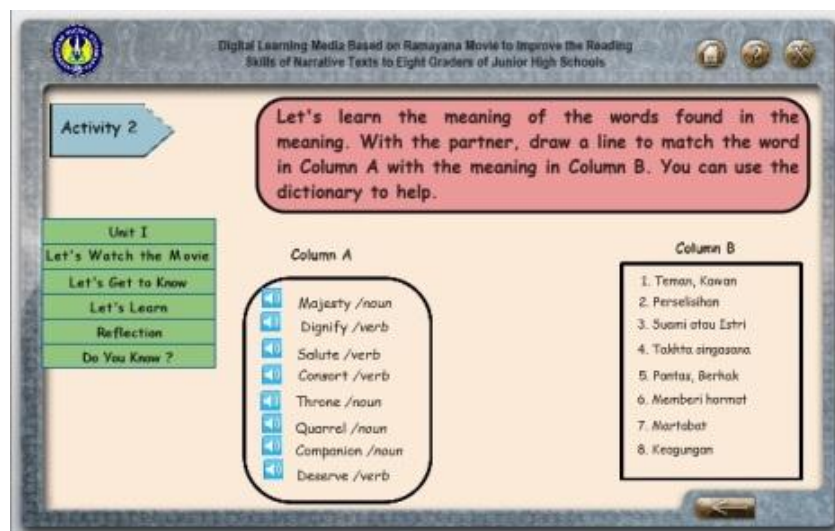 Digital Learning Media Based on Ramayana Movie to Improve the Reading
Skills of Narrative Texts to Eight Graders of Junior High Schools
Activity 2
Let's learn the meaning of the words found in the
meaning. With the partner, draw a line to match the word
in Column A with the meaning in Column B. You can use the
dictionary to help.
Unit I
Let's Watch the Movie
Let's Get to Know
Let's Learn
Reflection
Do You Know ?
Column A
Majesty /noun
Dignify /verb
Salute /verb
Consort /verb
Throne /noun
Quarrel /noun
Companion /noun
Deserve /verb
Column B
1. Teman, Kawan
2. Perselisihan
3. Suami atau Estri
4. Takhta singasana
5. Pantas, Berhak
6. Memberi hormat
7. Martabat
8. Keagungan